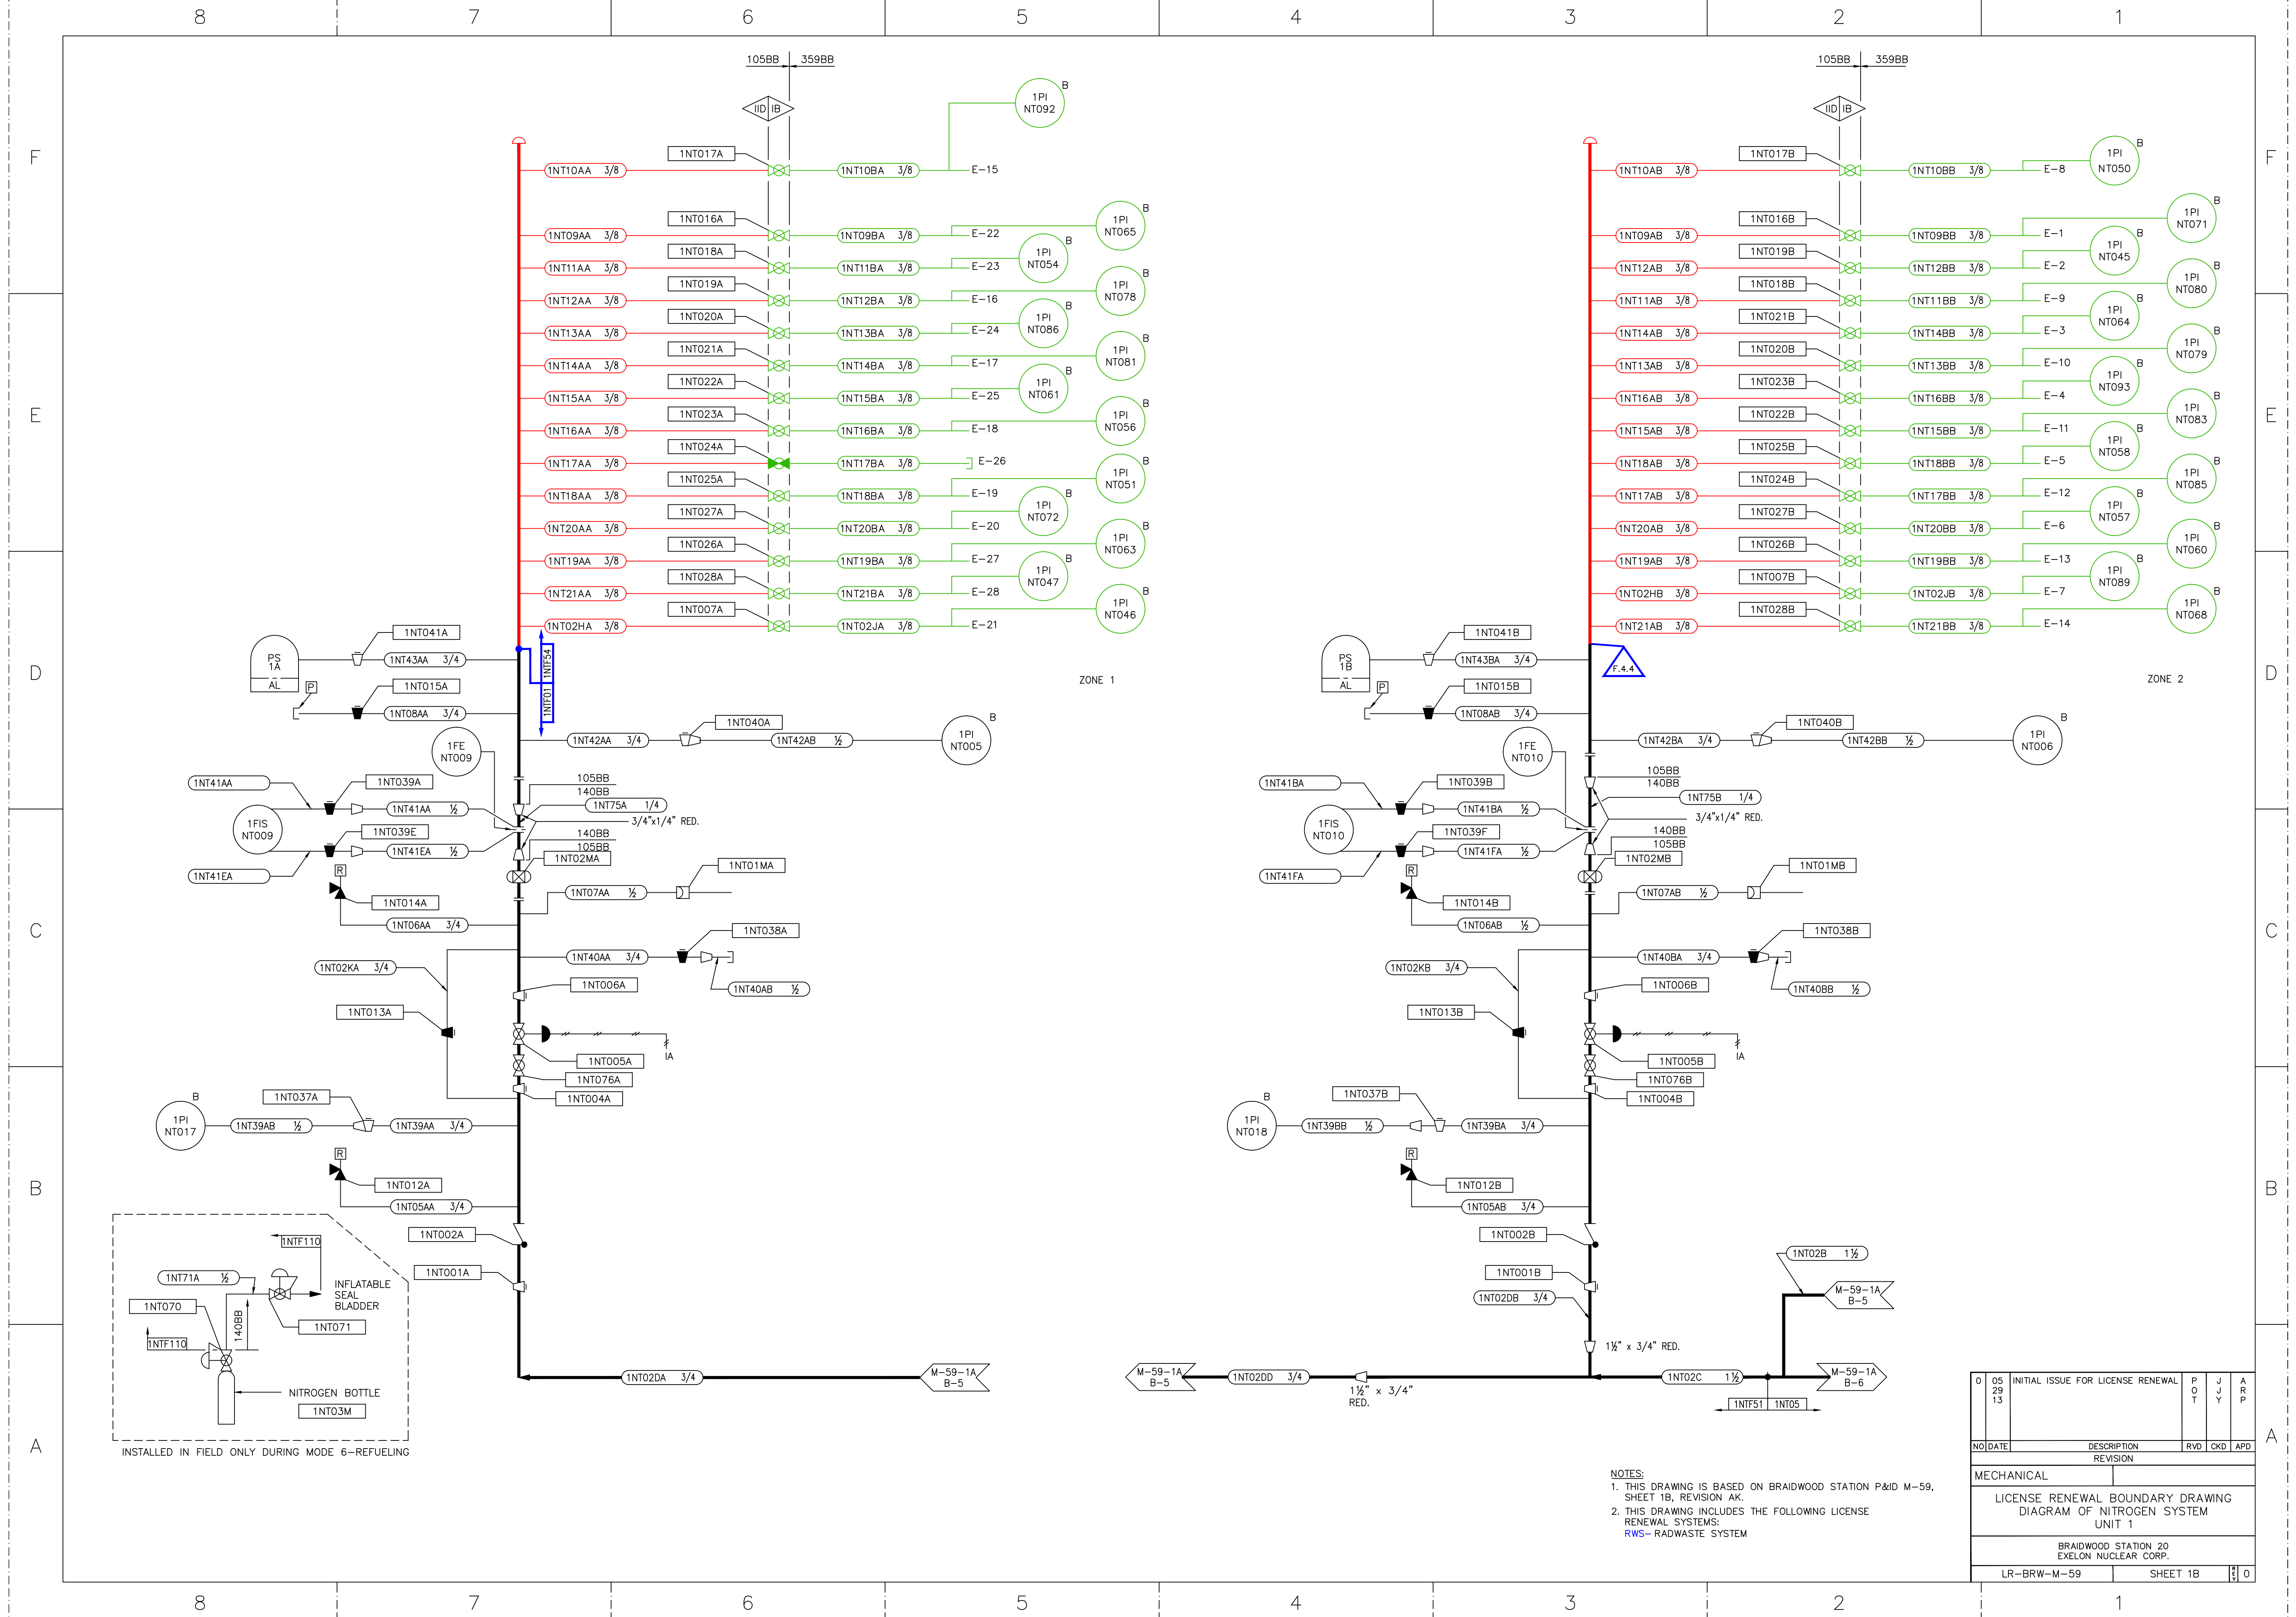 8 7 6 5 4 3 2 1
105BB 359BB
IID IB
1PI NT092 B
1NT017A
1NT10AA 3/8
1NT10BA 3/8
E-15
1NT016A
1NT09AA 3/8
1NT09BA 3/8
E-22
1PI NT065 B
1NT018A
1NT11AA 3/8
1NT11BA 3/8
E-23
1PI NT054 B
1NT019A
1NT12AA 3/8
1NT12BA 3/8
E-16
1PI NT078 B
1NT020A
1NT13AA 3/8
1NT13BA 3/8
E-24
1PI NT086 B
1NT021A
1NT14AA 3/8
1NT14BA 3/8
E-17
1PI NT081 B
1NT022A
1NT15AA 3/8
1NT15BA 3/8
E-25
1PI NT061 B
1NT023A
1NT16AA 3/8
1NT16BA 3/8
E-18
1PI NT056 B
1NT024A
1NT17AA 3/8
1NT17BA 3/8
E-26
1NT025A
1NT18AA 3/8
1NT18BA 3/8
E-19
1PI NT051 B
1NT027A
1NT20AA 3/8
1NT20BA 3/8
E-20
1PI NT072 B
1NT026A
1NT19AA 3/8
1NT19BA 3/8
E-27
1PI NT063 B
1NT028A
1NT21AA 3/8
1NT21BA 3/8
E-28
1PI NT047 B
1NT007A
1NT02HA 3/8
1NT02JA 3/8
E-21
1PI NT046 B
1NTF01 1NTF54
ZONE 1
PS 1A AL
1NT041A
1NT43AA 3/4
P
1NT015A
1NT08AA 3/4
1NT040A
1NT42AA 3/4
1NT42AB ½
1PI NT005 B
1FE NT009
1NT41AA
1NT039A
1NT41AA ½
105BB
140BB
1NT75A 1/4
3/4"x1/4" RED.
1FIS NT009
1NT039E
1NT41EA ½
1NT41EA
140BB
105BB
1NT02MA
R
1NT014A
1NT06AA 3/4
1NT07AA ½
1NT01MA
1NT038A
1NT40AA 3/4
1NT40AB ½
1NT02KA 3/4
1NT006A
1NT013A
IA
1NT005A
1NT076A
1NT004A
1PI NT017 B
1NT037A
1NT39AB ½
1NT39AA 3/4
R
1NT012A
1NT05AA 3/4
1NT002A
1NT001A
1NT02DA 3/4
M-59-1A B-5
1NTF110
1NT71A ½
INFLATABLE
SEAL
BLADDER
1NT070
1NT071
140BB
1NTF110
NITROGEN BOTTLE
1NT03M
INSTALLED IN FIELD ONLY DURING MODE 6-REFUELING
105BB 359BB
IID IB
1NT017B
1NT10AB 3/8
1NT10BB 3/8
E-8
1PI NT050 B
1NT016B
1NT09AB 3/8
1NT09BB 3/8
E-1
1PI NT071 B
1NT019B
1NT12AB 3/8
1NT12BB 3/8
E-2
1PI NT045 B
1NT018B
1NT11AB 3/8
1NT11BB 3/8
E-9
1PI NT080 B
1NT021B
1NT14AB 3/8
1NT14BB 3/8
E-3
1PI NT064 B
1NT020B
1NT13AB 3/8
1NT13BB 3/8
E-10
1PI NT079 B
1NT023B
1NT16AB 3/8
1NT16BB 3/8
E-4
1PI NT093 B
1NT022B
1NT15AB 3/8
1NT15BB 3/8
E-11
1PI NT083 B
1NT025B
1NT18AB 3/8
1NT18BB 3/8
E-5
1PI NT058 B
1NT024B
1NT17AB 3/8
1NT17BB 3/8
E-12
1PI NT085 B
1NT027B
1NT20AB 3/8
1NT20BB 3/8
E-6
1PI NT057 B
1NT026B
1NT19AB 3/8
1NT19BB 3/8
E-13
1PI NT060 B
1NT007B
1NT02HB 3/8
1NT02JB 3/8
E-7
1PI NT089 B
1NT028B
1NT21AB 3/8
1NT21BB 3/8
E-14
1PI NT068 B
F.4.4
ZONE 2
PS 1B AL
1NT041B
1NT43BA 3/4
P
1NT015B
1NT08AB 3/4
1NT040B
1NT42BA 3/4
1NT42BB ½
1PI NT006 B
1FE NT010
1NT41BA
1NT039B
1NT41BA ½
105BB
140BB
1NT75B 1/4
3/4"x1/4" RED.
1FIS NT010
1NT039F
1NT41FA ½
1NT41FA
140BB
105BB
1NT02MB
R
1NT014B
1NT06AB ½
1NT07AB ½
1NT01MB
1NT038B
1NT40BA 3/4
1NT40BB ½
1NT02KB 3/4
1NT006B
1NT013B
IA
1NT005B
1NT076B
1NT004B
1PI NT018 B
1NT037B
1NT39BB ½
1NT39BA 3/4
R
1NT012B
1NT05AB 3/4
1NT002B
1NT001B
1NT02DB 3/4
1½" x 3/4" RED.
1NT02B 1½
M-59-1A B-5
M-59-1A B-5
1NT02DD 3/4
1½" x 3/4"
RED.
1NT02C 1½
M-59-1A B-6
1NTF51 1NT05
NOTES:
1. THIS DRAWING IS BASED ON BRAIDWOOD STATION P&ID M-59,
SHEET 1B, REVISION AK.
2. THIS DRAWING INCLUDES THE FOLLOWING LICENSE
RENEWAL SYSTEMS:
RWS- RADWASTE SYSTEM
0 05 29 13 INITIAL ISSUE FOR LICENSE RENEWAL POT JJY ARP
NO DATE DESCRIPTION RVD CKD APD
REVISION
MECHANICAL
LICENSE RENEWAL BOUNDARY DRAWING
DIAGRAM OF NITROGEN SYSTEM
UNIT 1
BRAIDWOOD STATION 20
EXELON NUCLEAR CORP.
LR-BRW-M-59 SHEET 1B REV 0
F E D C B A
F E D C B A
8 7 6 5 4 3 2 1